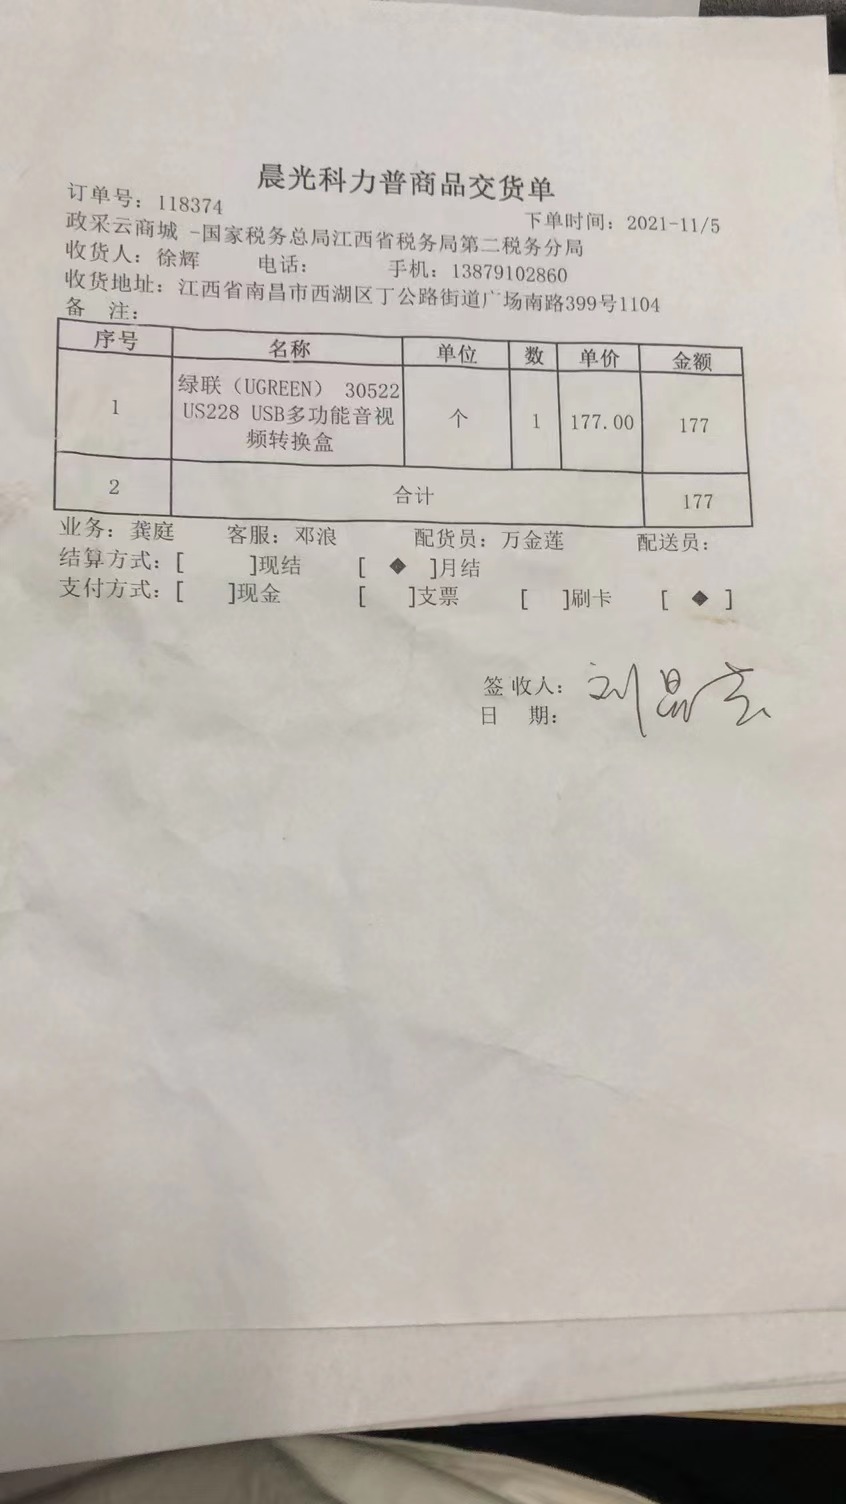 晨光科力普商品交货单
订单号：118374 下单时间：2021-11/5
政采云商城 -国家税务总局江西省税务局第二税务分局
收货人：徐辉 电话： 手机：13879102860
收货地址：江西省南昌市西湖区丁公路街道广场南路399号1104
备 注：
序号 名称 单位 数 单价 金额
1 绿联（UGREEN） 30522 US228 USB多功能音视频转换盒 个 1 177.00 177
2 合计 177
业务：龚庭 客服：邓浪 配货员：万金莲 配送员：
结算方式：[ ]现结 [ ◆ ]月结
支付方式：[ ]现金 [ ]支票 [ ]刷卡 [ ◆ ]
签收人：
日 期：